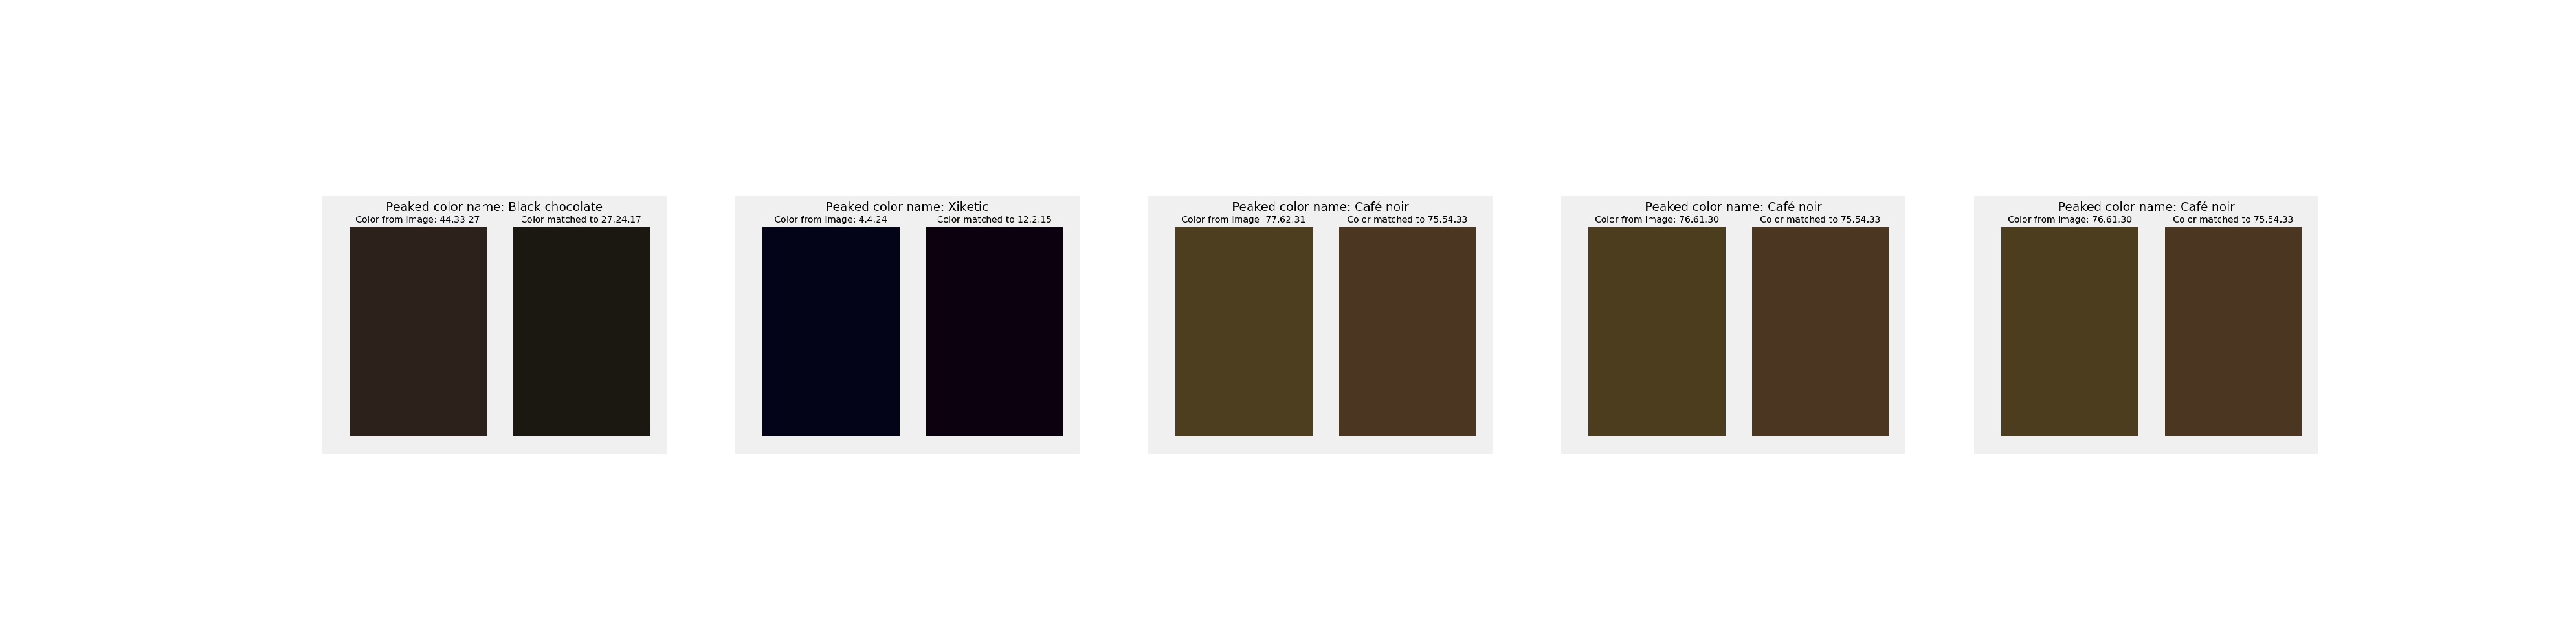 Peaked color name: Black chocolate
Color from image: 44,33,27
Color matched to 27,24,17
Peaked color name: Xiketic
Color from image: 4,4,24
Color matched to 12,2,15
Peaked color name: Café noir
Color from image: 77,62,31
Color matched to 75,54,33
Peaked color name: Café noir
Color from image: 76,61,30
Color matched to 75,54,33
Peaked color name: Café noir
Color from image: 76,61,30
Color matched to 75,54,33